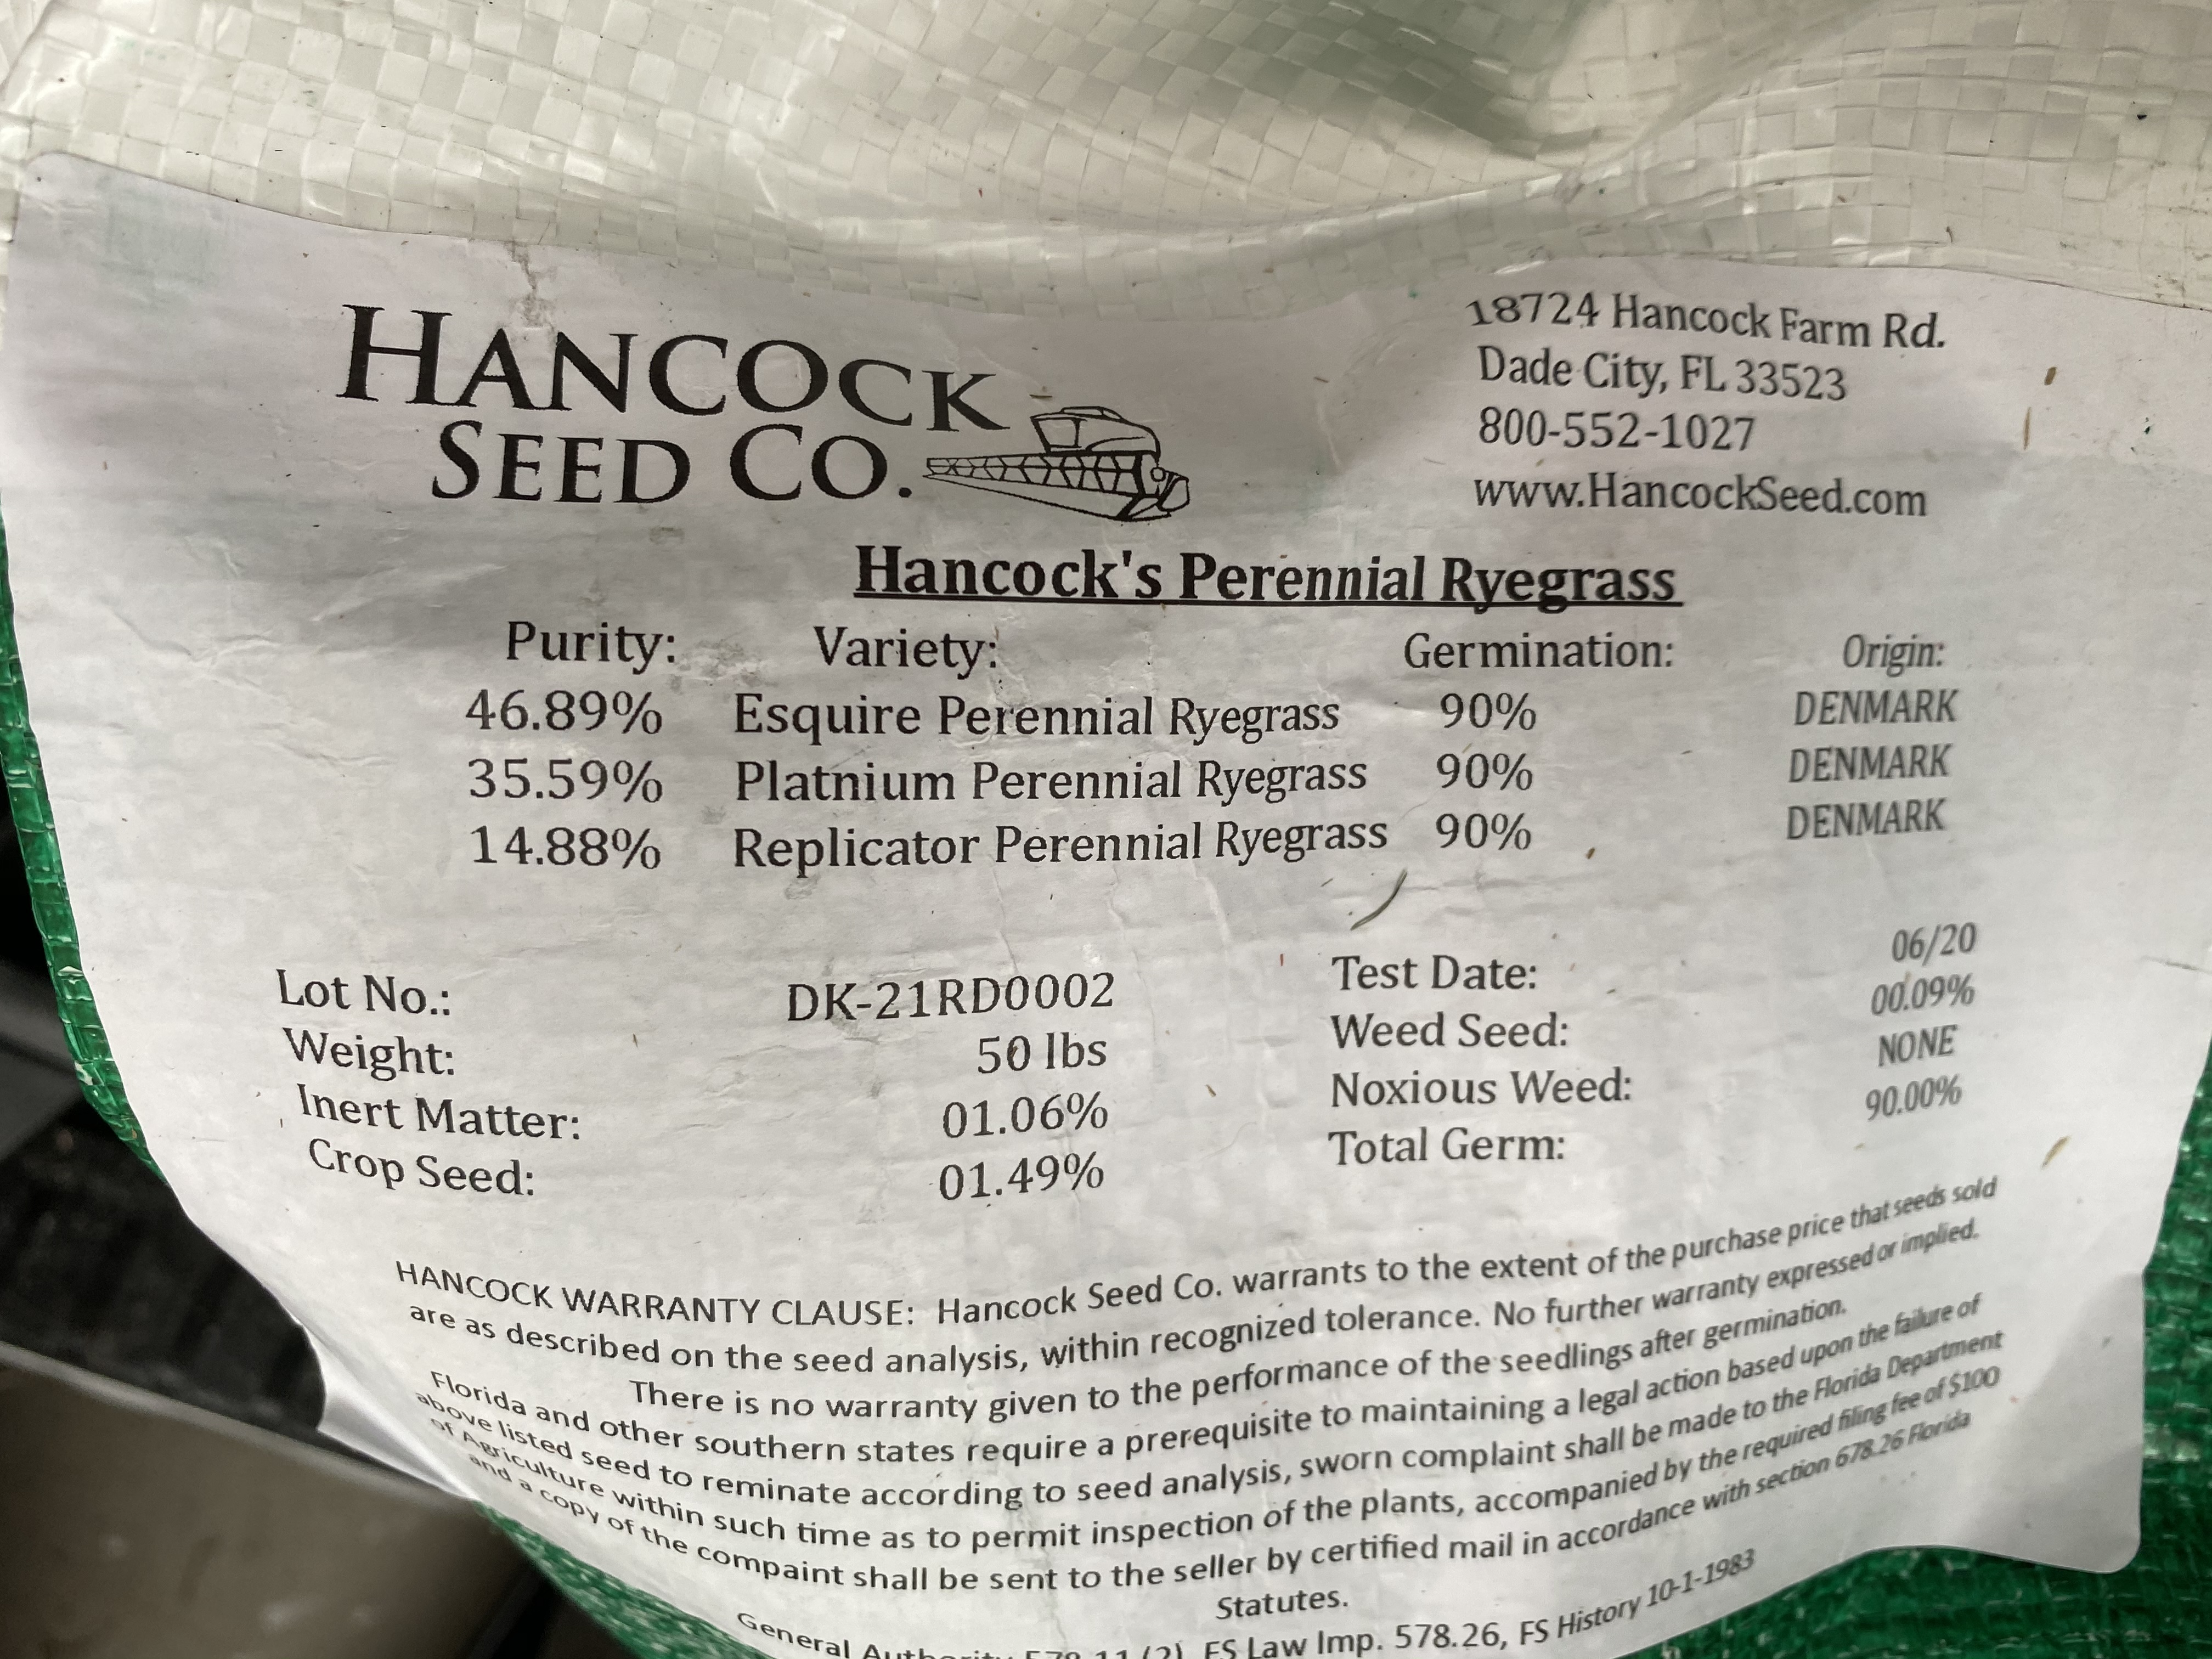 HANCOCK
SEED CO.
18724 Hancock Farm Rd.
Dade City, FL 33523
800-552-1027
www.HancockSeed.com
Hancock's Perennial Ryegrass
Purity: Variety: Germination: Origin:
46.89% Esquire Perennial Ryegrass 90% DENMARK
35.59% Platnium Perennial Ryegrass 90% DENMARK
14.88% Replicator Perennial Ryegrass 90% DENMARK
Lot No.: DK-21RD0002 Test Date: 06/20
Weight: 50 lbs Weed Seed: 00.09%
Inert Matter: 01.06% Noxious Weed: NONE
Crop Seed: 01.49% Total Germ: 90.00%
HANCOCK WARRANTY CLAUSE: Hancock Seed Co. warrants to the extent of the purchase price that seeds sold
are as described on the seed analysis, within recognized tolerance. No further warranty expressed or implied.
There is no warranty given to the performance of the seedlings after germination.
Florida and other southern states require a prerequisite to maintaining a legal action based upon the failure of
above listed seed to reminate according to seed analysis, sworn complaint shall be made to the Florida Department
of Agriculture within such time as to permit inspection of the plants, accompanied by the required filing fee of $100
and a copy of the compaint shall be sent to the seller by certified mail in accordance with section 678.26 Florida
Statutes.
General Authority 578.11 (2), FS Law Imp. 578.26, FS History 10-1-1983